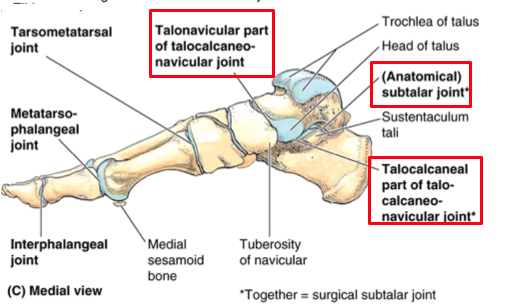 Tarsometatarsal
joint
Talonavicular part
of talocalcaneo-
navicular joint
Trochlea of talus
Head of talus
(Anatomical)
subtalar joint*
Sustentaculum
tali
Metatarso-
phalangeal
joint
Talocalcaneal
part of talo-
calcaneo-
navicular joint*
Interphalangeal
joint
Medial
sesamoid
bone
Tuberosity
of navicular
(C) Medial view
*Together = surgical subtalar joint